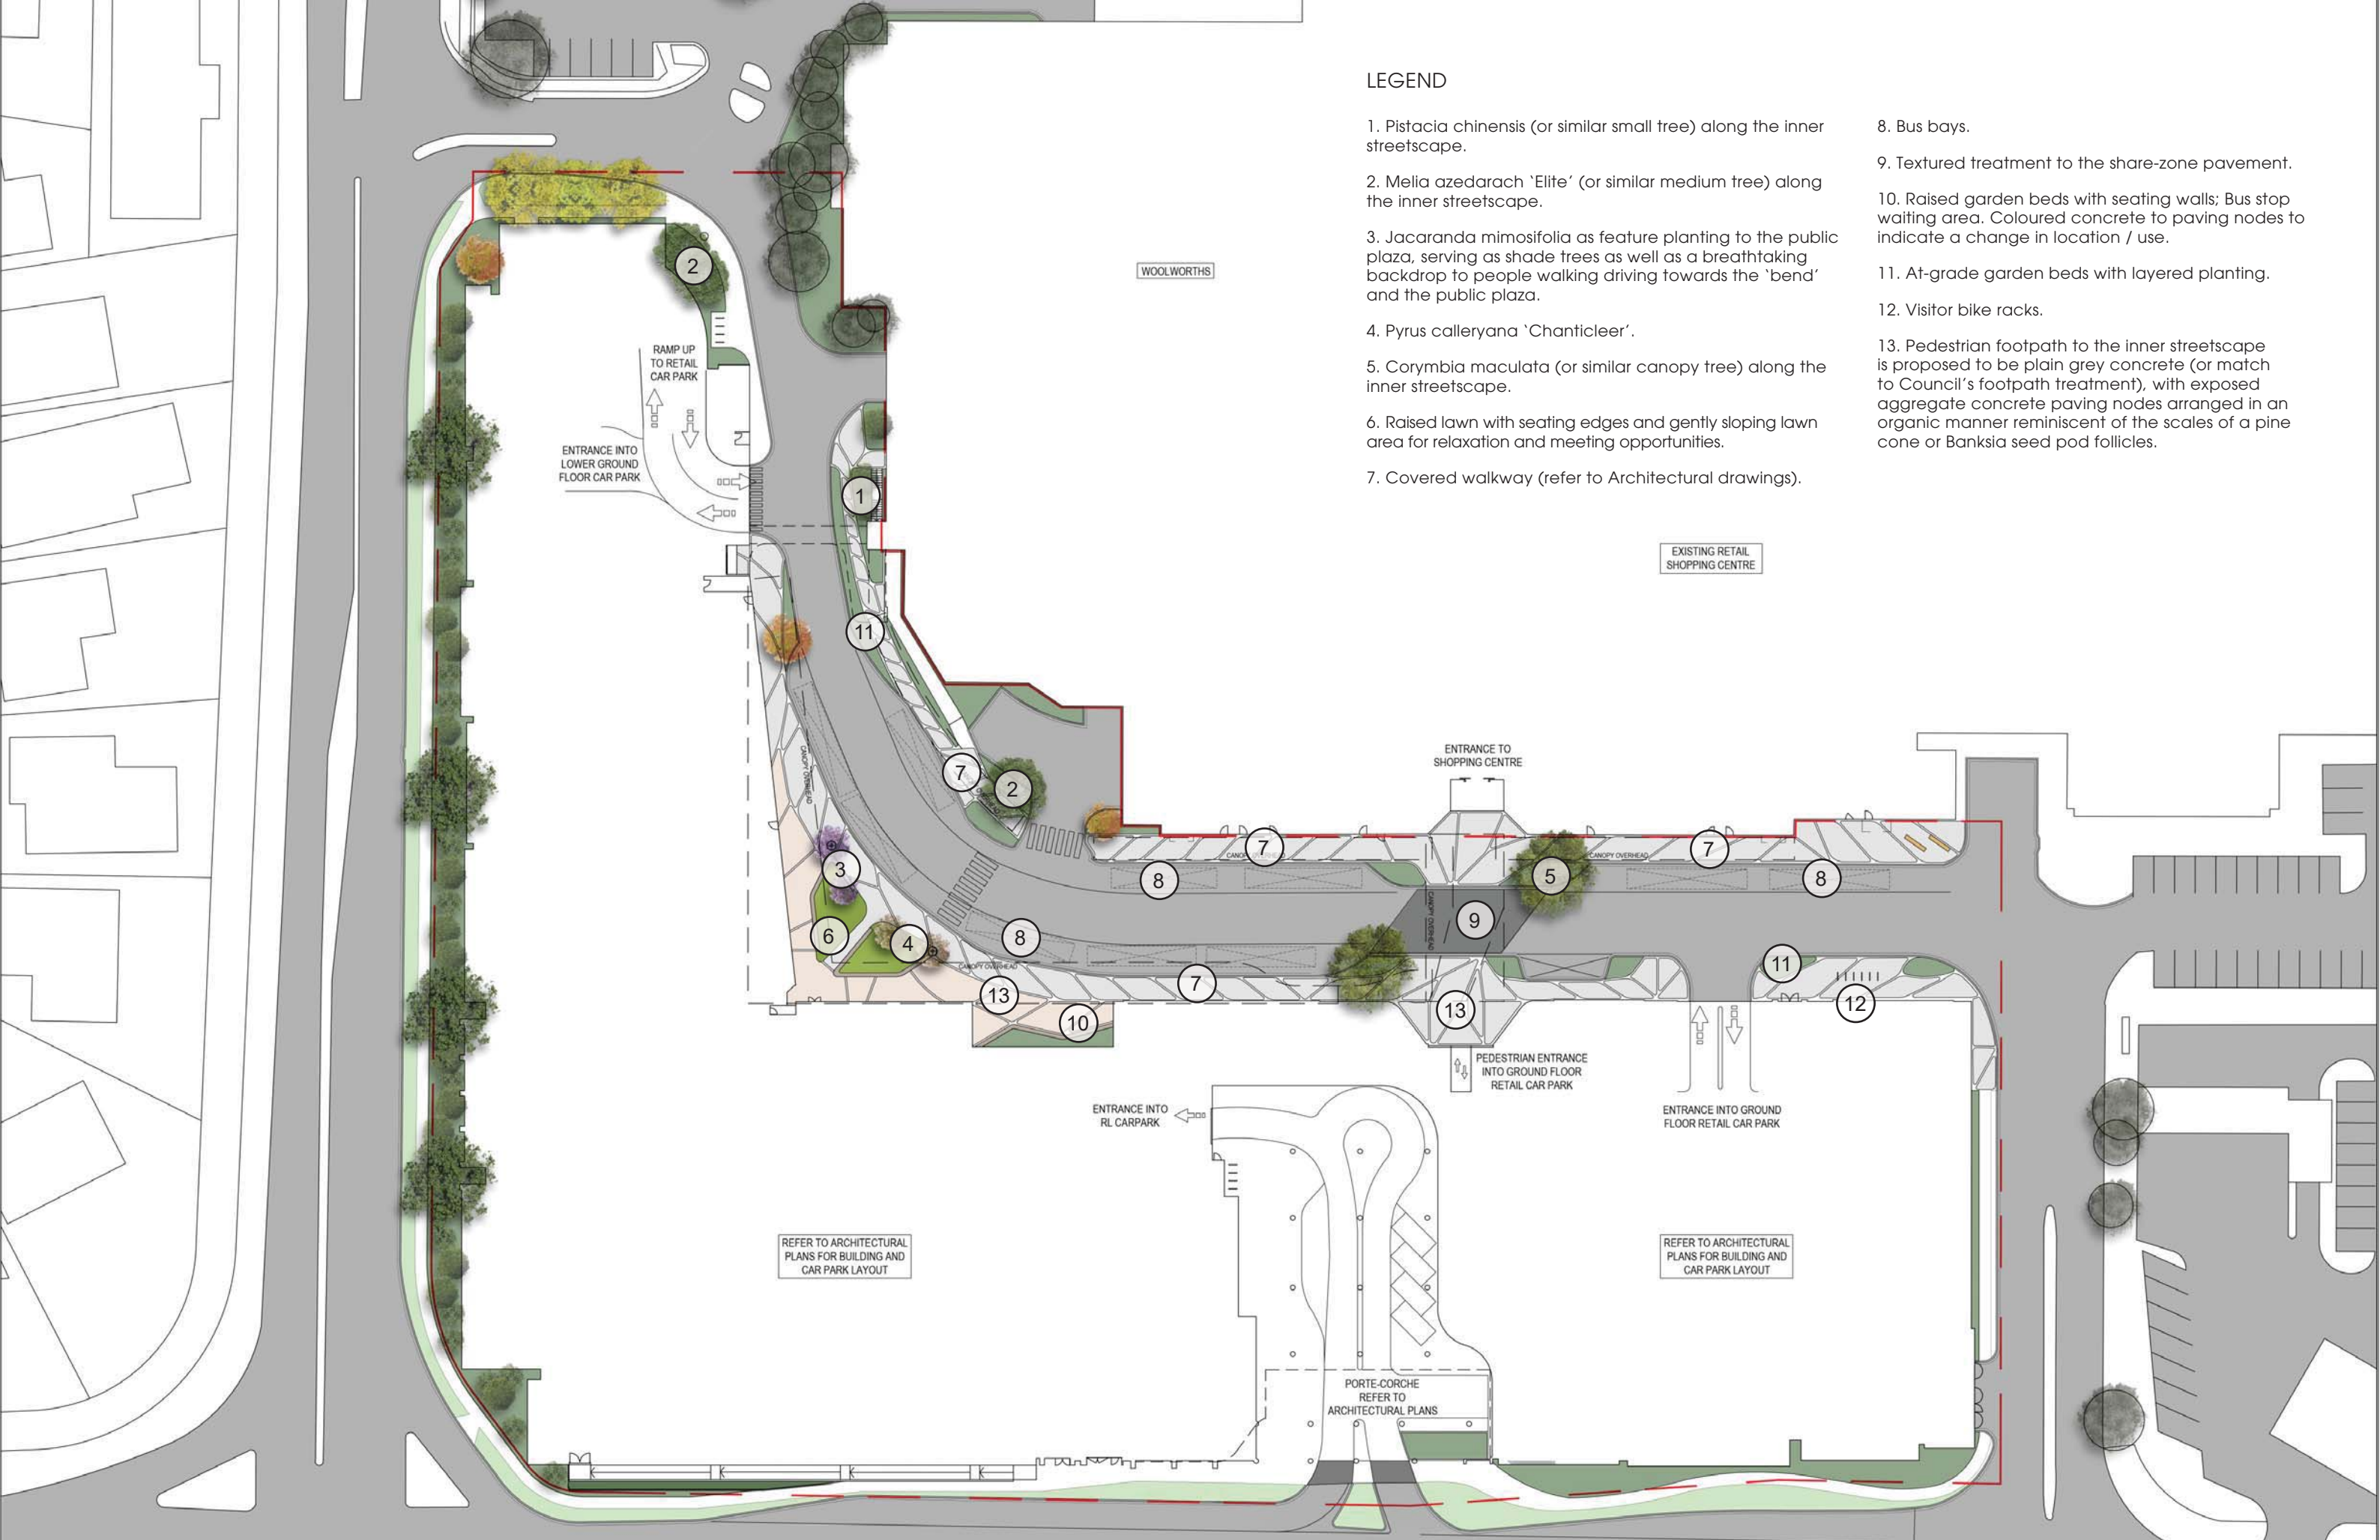 LEGEND
1. Pistacia chinensis (or similar small tree) along the inner
streetscape.
2. Melia azedarach ‘Elite’ (or similar medium tree) along
the inner streetscape.
3. Jacaranda mimosifolia as feature planting to the public
plaza, serving as shade trees as well as a breathtaking
backdrop to people walking driving towards the ‘bend’
and the public plaza.
4. Pyrus calleryana ‘Chanticleer’.
5. Corymbia maculata (or similar canopy tree) along the
inner streetscape.
6. Raised lawn with seating edges and gently sloping lawn
area for relaxation and meeting opportunities.
7. Covered walkway (refer to Architectural drawings).
8. Bus bays.
9. Textured treatment to the share-zone pavement.
10. Raised garden beds with seating walls; Bus stop
waiting area. Coloured concrete to paving nodes to
indicate a change in location / use.
11. At-grade garden beds with layered planting.
12. Visitor bike racks.
13. Pedestrian footpath to the inner streetscape
is proposed to be plain grey concrete (or match
to Council’s footpath treatment), with exposed
aggregate concrete paving nodes arranged in an
organic manner reminiscent of the scales of a pine
cone or Banksia seed pod follicles.
WOOLWORTHS
2
RAMP UP
TO RETAIL
CAR PARK
ENTRANCE INTO
LOWER GROUND
FLOOR CAR PARK
1
EXISTING RETAIL
SHOPPING CENTRE
11
CANOPY OVERHEAD
7
2
ENTRANCE TO
SHOPPING CENTRE
7
CANOPY OVERHEAD
7
3
8
5
8
CANOPY OVERHEAD
9
6
4
8
CANOPY OVERHEAD
11
7
13
13
12
10
PEDESTRIAN ENTRANCE
INTO GROUND FLOOR
RETAIL CAR PARK
ENTRANCE INTO
RL CARPARK
ENTRANCE INTO GROUND
FLOOR RETAIL CAR PARK
REFER TO ARCHITECTURAL
PLANS FOR BUILDING AND
CAR PARK LAYOUT
REFER TO ARCHITECTURAL
PLANS FOR BUILDING AND
CAR PARK LAYOUT
PORTE-CORCHE
REFER TO
ARCHITECTURAL PLANS